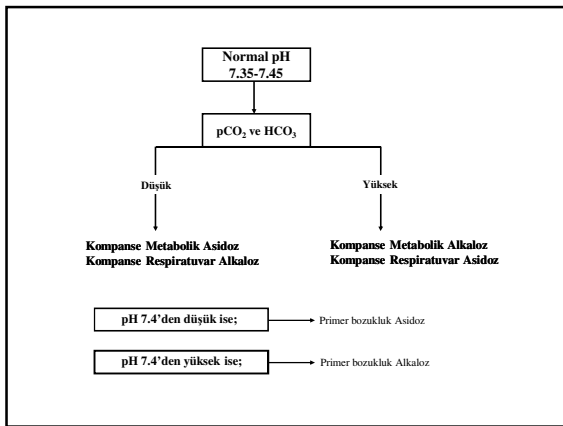 Normal pH
7.35-7.45
pCO₂ ve HCO₃
Düşük
Yüksek
Kompanse Metabolik Asidoz
Kompanse Respiratuvar Alkaloz
Kompanse Metabolik Alkaloz
Kompanse Respiratuvar Asidoz
pH 7.4’den düşük ise;
Primer bozukluk Asidoz
pH 7.4’den yüksek ise;
Primer bozukluk Alkaloz